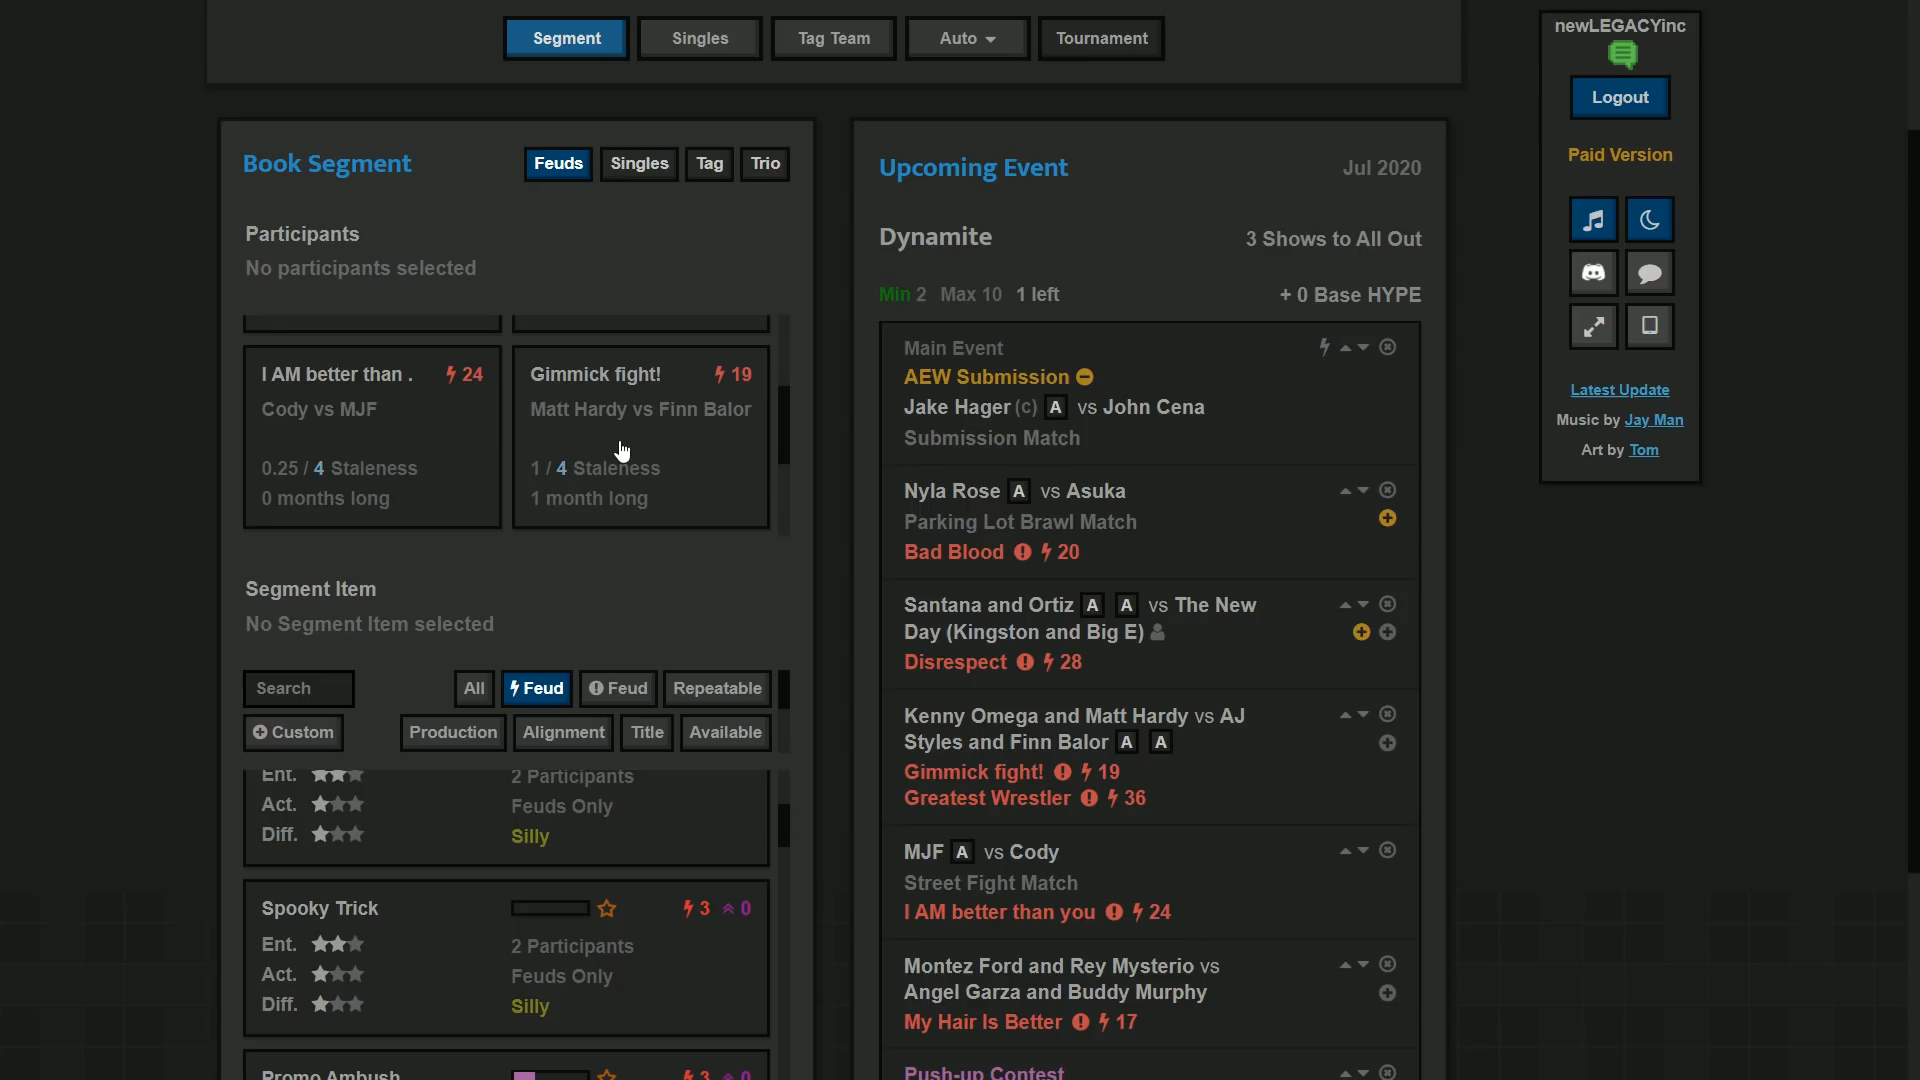 Segment
Singles
Tag Team
Auto
Tournament
newLEGACYinc
Logout
Paid Version
Latest Update
Music by Jay Man
Art by Tom
Book Segment
Feuds
Singles
Tag
Trio
Participants
No participants selected
I AM better than . 24
Cody vs MJF
0.25 / 4 Staleness
0 months long
Gimmick fight! 19
Matt Hardy vs Finn Balor
1 / 4 Staleness
1 month long
Segment Item
No Segment Item selected
Search
All
Feud
Feud
Repeatable
Custom
Production
Alignment
Title
Available
Ent.
2 Participants
Act.
Feuds Only
Diff.
Silly
Spooky Trick
3 0
Ent.
2 Participants
Act.
Feuds Only
Diff.
Silly
Promo Ambush
3 0
Upcoming Event
Jul 2020
Dynamite
3 Shows to All Out
Min 2 Max 10 1 left
+ 0 Base HYPE
Main Event
AEW Submission
Jake Hager (c) A vs John Cena
Submission Match
Nyla Rose A vs Asuka
Parking Lot Brawl Match
Bad Blood 20
Santana and Ortiz A A vs The New
Day (Kingston and Big E)
Disrespect 28
Kenny Omega and Matt Hardy vs AJ
Styles and Finn Balor A A
Gimmick fight! 19
Greatest Wrestler 36
MJF A vs Cody
Street Fight Match
I AM better than you 24
Montez Ford and Rey Mysterio vs
Angel Garza and Buddy Murphy
My Hair Is Better 17
Push-up Contest